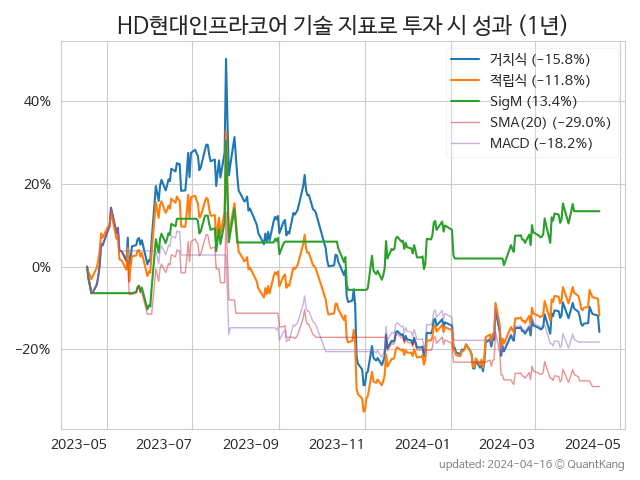 HD현대인프라코어 기술 지표로 투자 시 성과 (1년)
거치식 (−15.8%)
적립식 (−11.8%)
SigM (13.4%)
SMA(20) (−29.0%)
MACD (−18.2%)
40%
20%
0%
−20%
2023-05 2023-07 2023-09 2023-11 2024-01 2024-03 2024-05
updated: 2024-04-16 © QuantKang